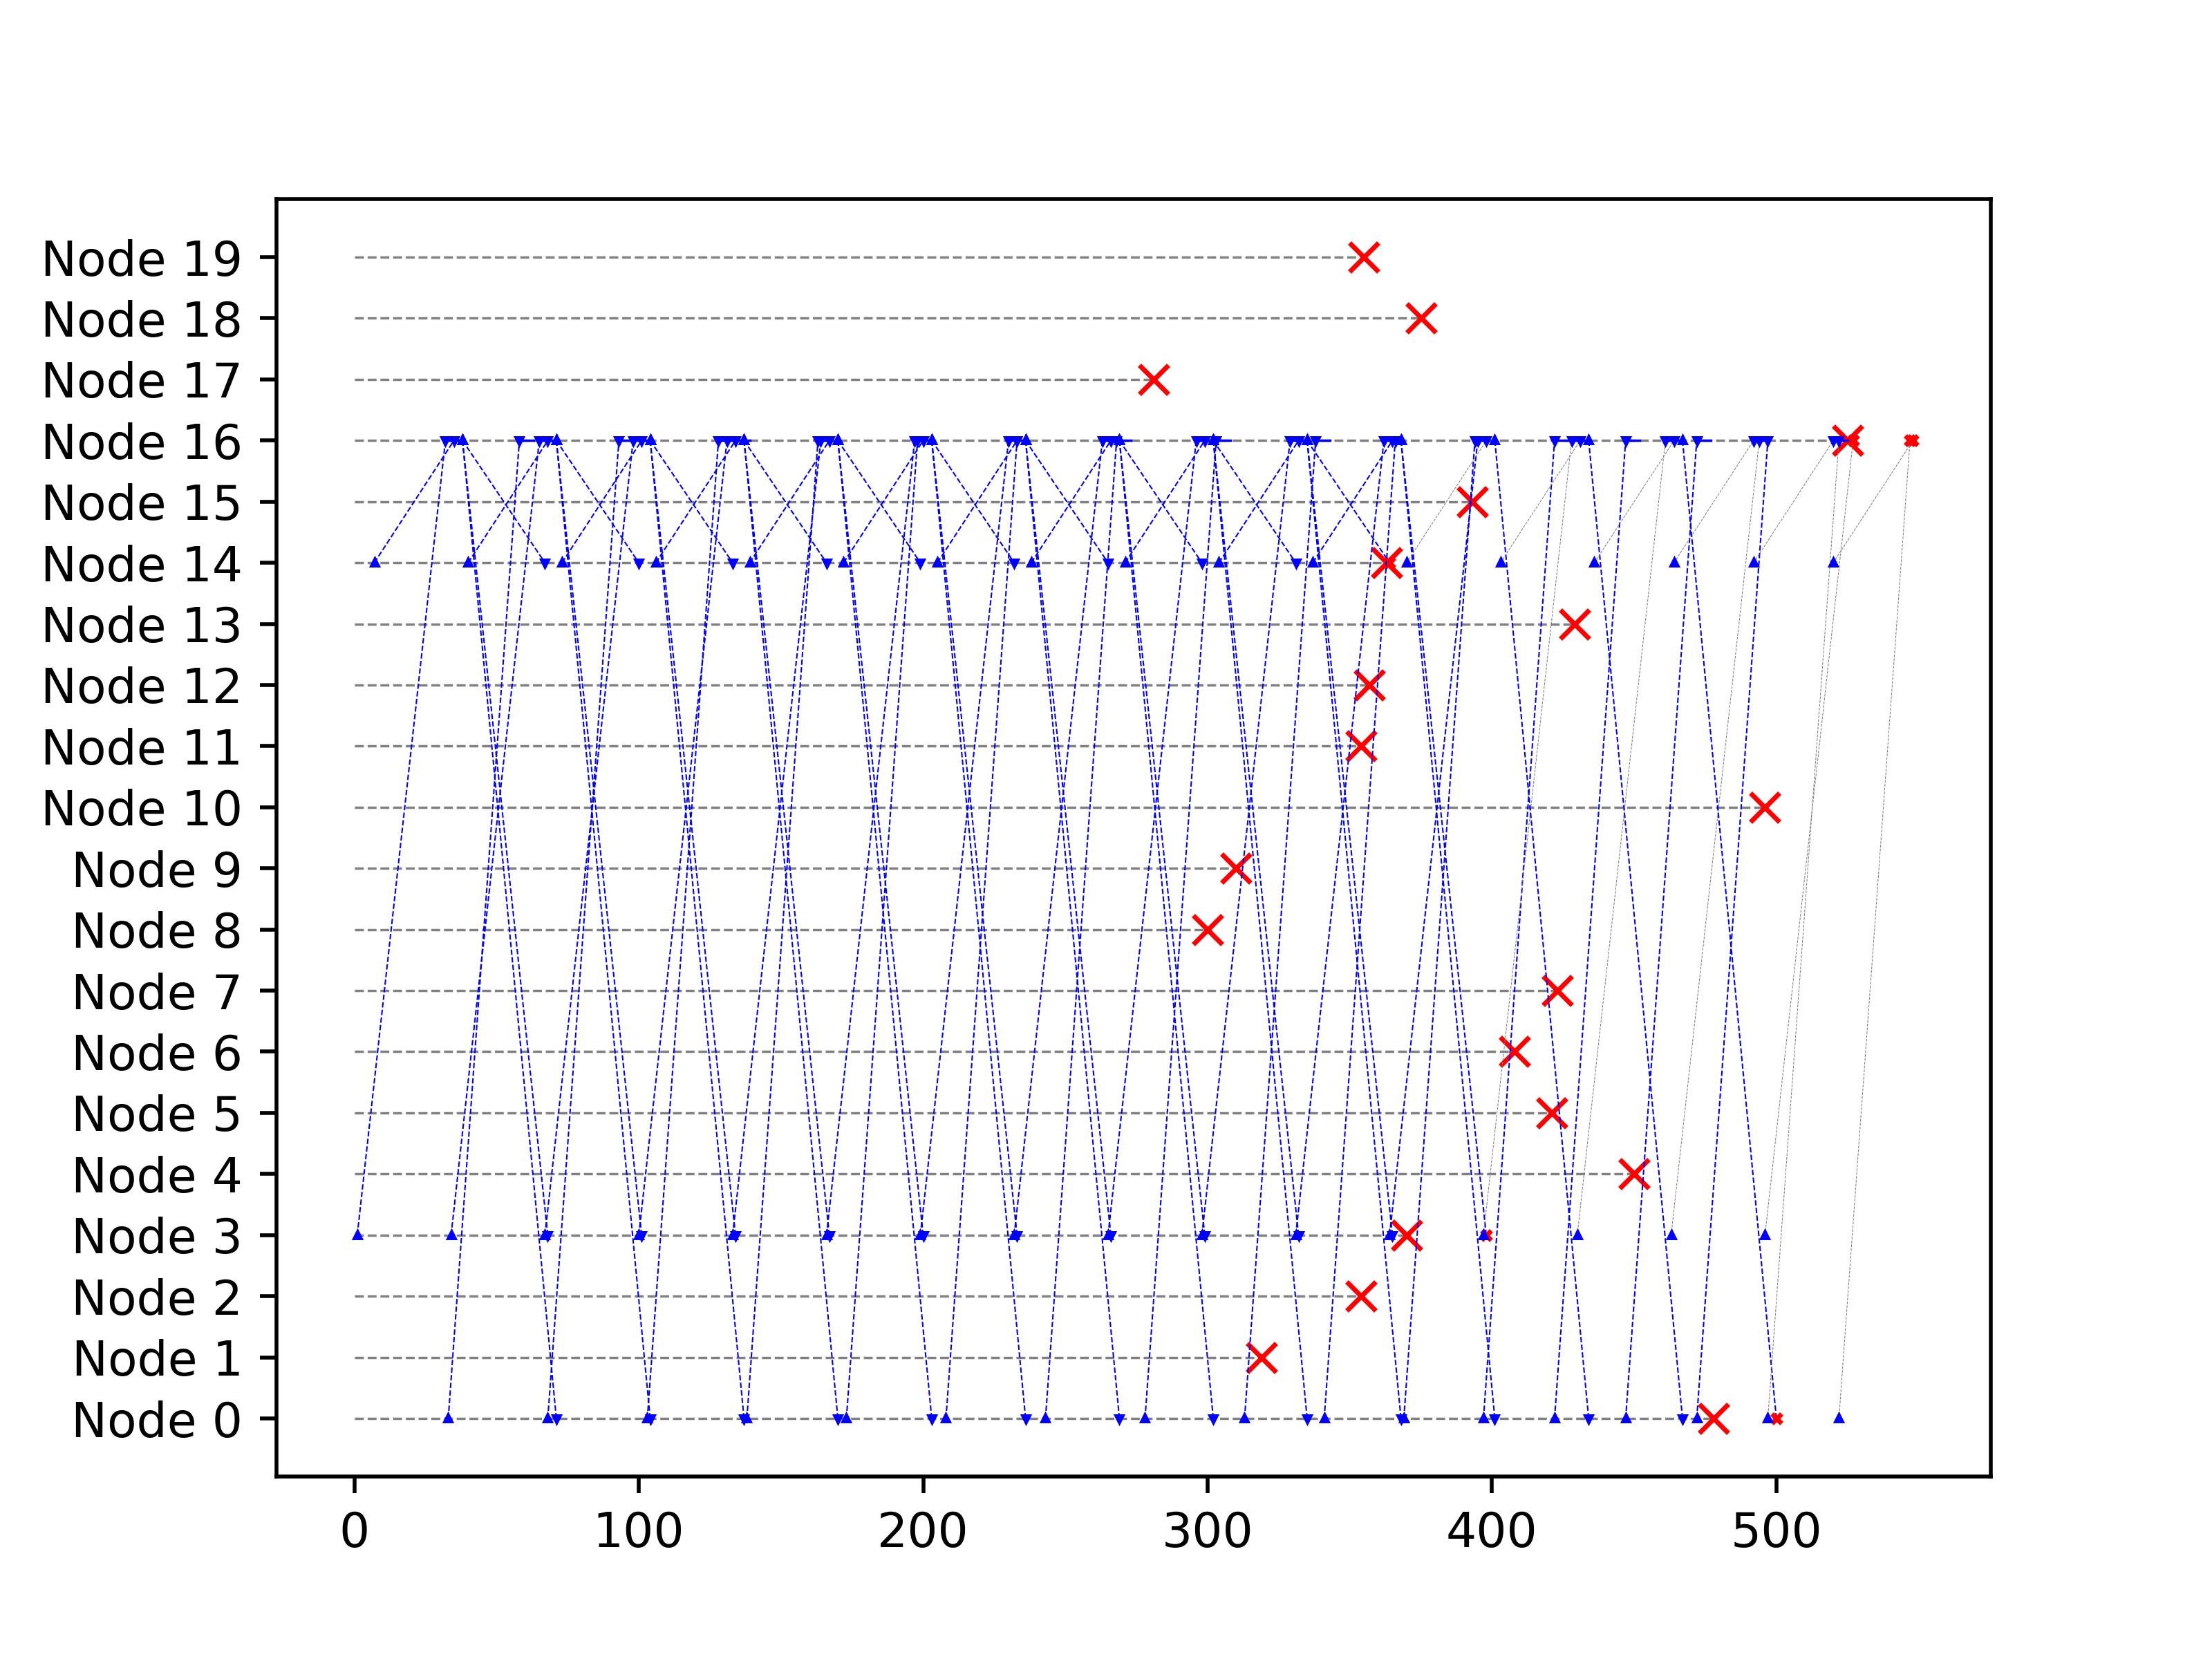 Node 19
Node 18
Node 17
Node 16
Node 15
Node 14
Node 13
Node 12
Node 11
Node 10
Node 9
Node 8
Node 7
Node 6
Node 5
Node 4
Node 3
Node 2
Node 1
Node 0
0 100 200 300 400 500